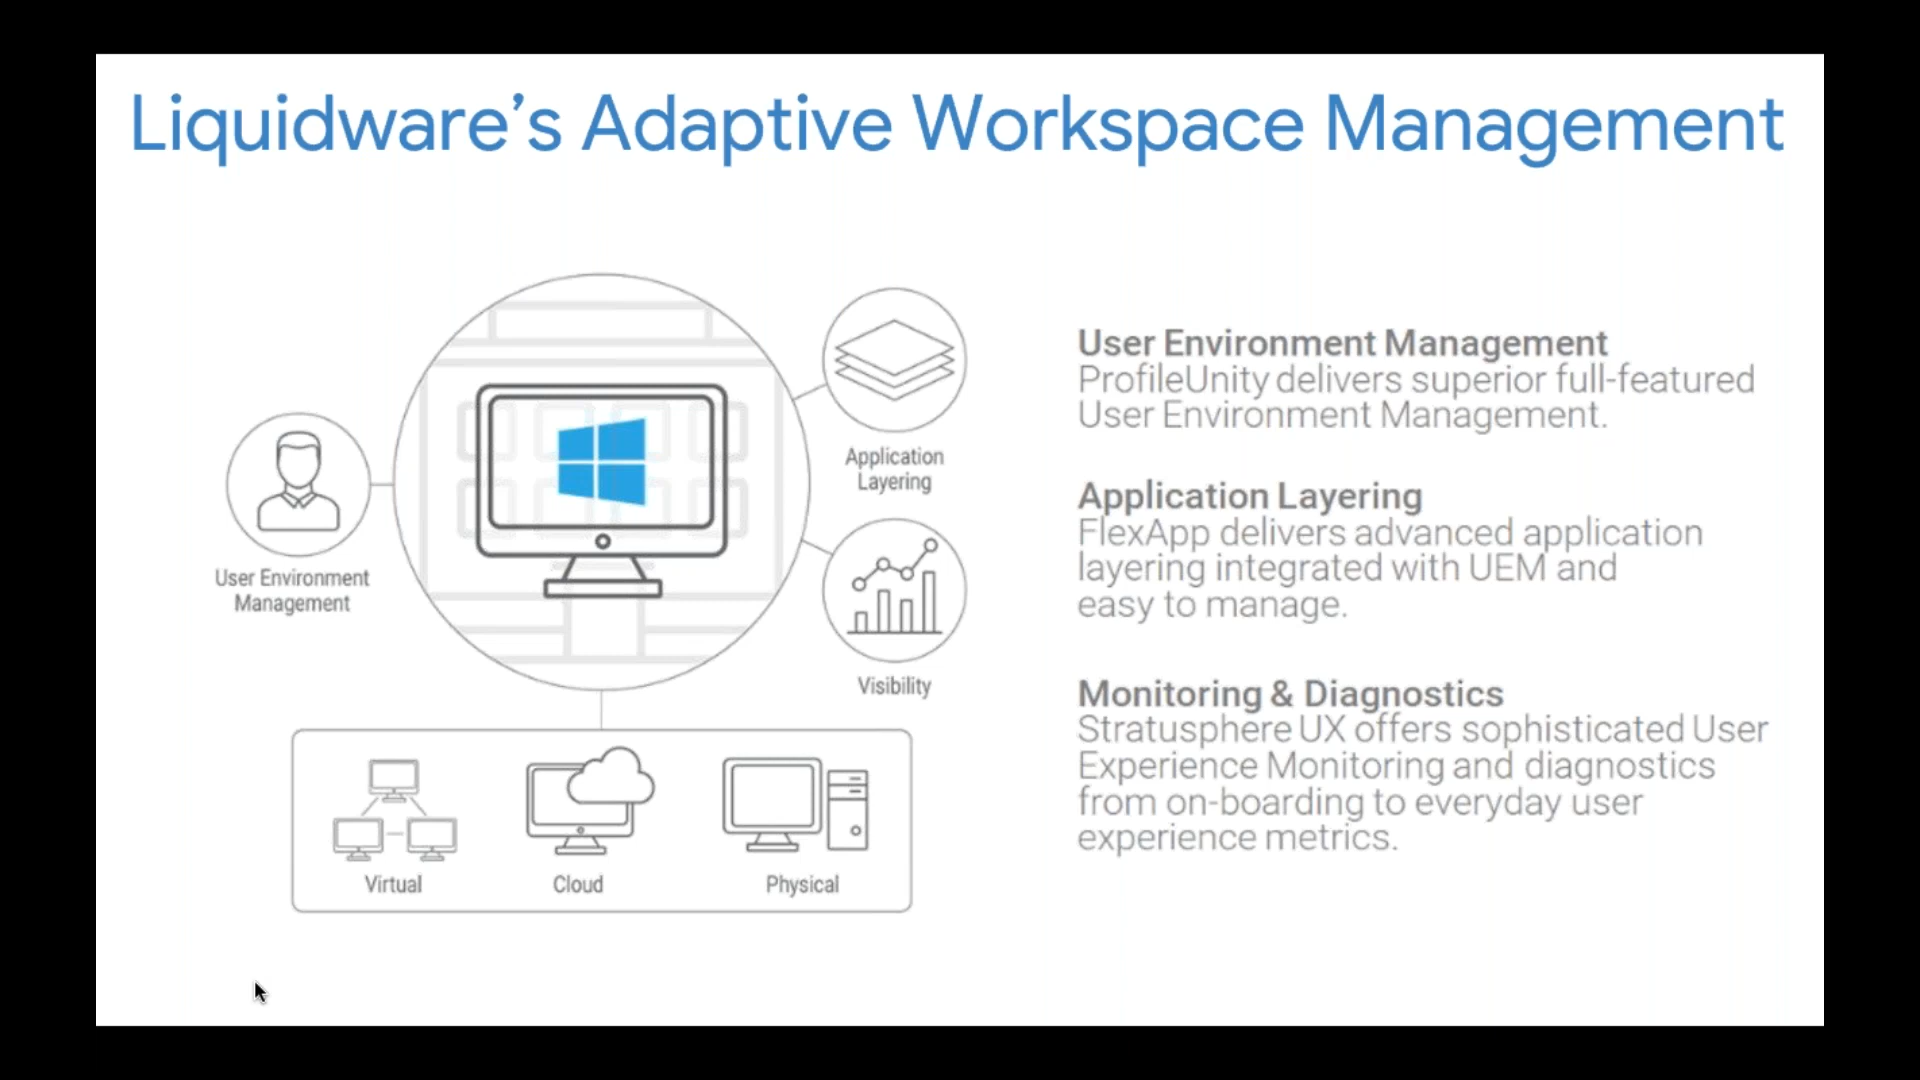 Liquidware’s Adaptive Workspace Management
User Environment
Management
Application
Layering
Visibility
Virtual
Cloud
Physical
User Environment Management
ProfileUnity delivers superior full-featured
User Environment Management.
Application Layering
FlexApp delivers advanced application
layering integrated with UEM and
easy to manage.
Monitoring & Diagnostics
Stratusphere UX offers sophisticated User
Experience Monitoring and diagnostics
from on-boarding to everyday user
experience metrics.